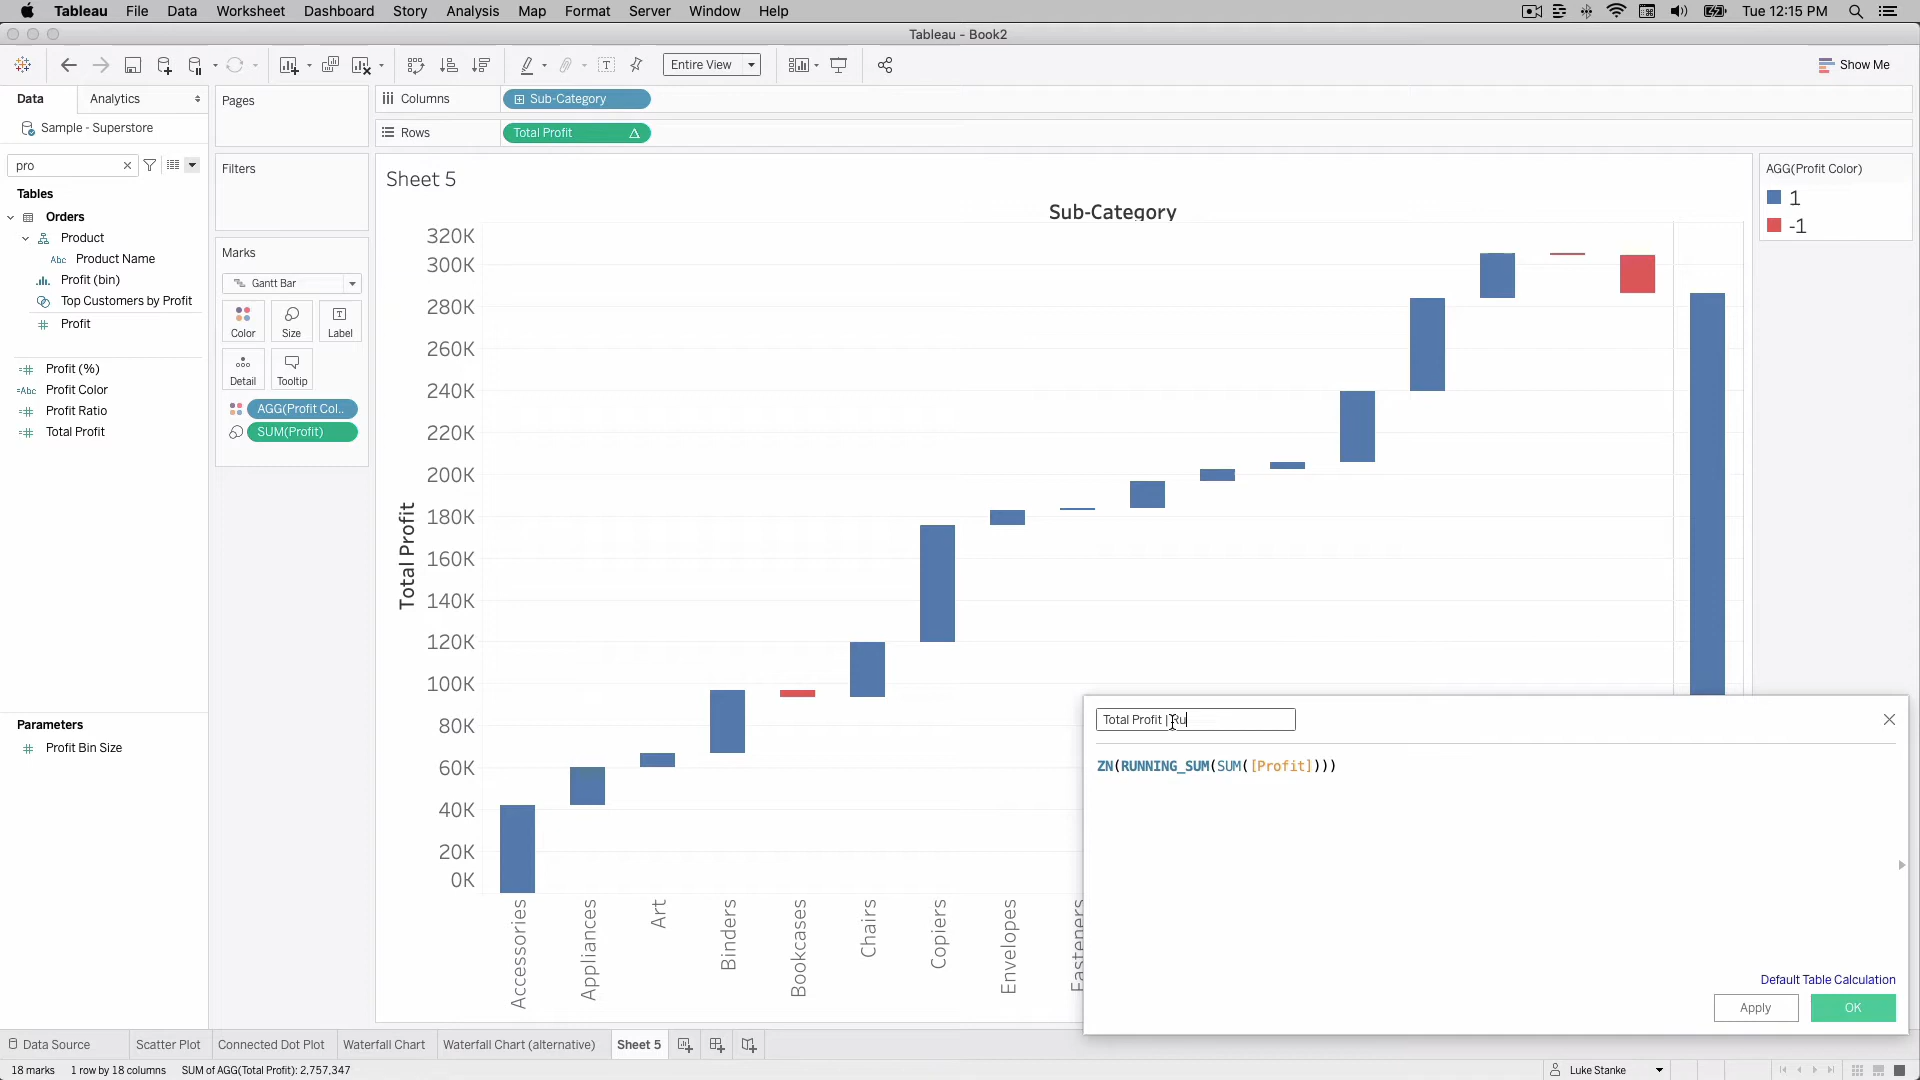 Tableau File Data Worksheet Dashboard Story Analysis Map Format Server Window Help Tue 12:15 PM
Tableau - Book2
Entire View Show Me
Data Analytics
Sample - Superstore
pro
Tables
Orders
Product
Abc Product Name
Profit (bin)
Top Customers by Profit
# Profit
=# Profit (%)
=Abc Profit Color
=# Profit Ratio
=# Total Profit
Parameters
# Profit Bin Size
Pages
Filters
Marks
Gantt Bar
Color Size Label
Detail Tooltip
AGG(Profit Col..
SUM(Profit)
Columns Sub-Category
Rows Total Profit
Sheet 5
Sub-Category
Total Profit
320K
300K
280K
260K
240K
220K
200K
180K
160K
140K
120K
100K
80K
60K
40K
20K
0K
Accessories
Appliances
Art
Binders
Bookcases
Chairs
Copiers
Envelopes
Fasteners
AGG(Profit Color)
1
-1
Total Profit | Ru
ZN(RUNNING_SUM(SUM([Profit])))
Default Table Calculation
Apply OK
Data Source Scatter Plot Connected Dot Plot Waterfall Chart Waterfall Chart (alternative) Sheet 5
18 marks 1 row by 18 columns SUM of AGG(Total Profit): 2,757,347 Luke Stanke